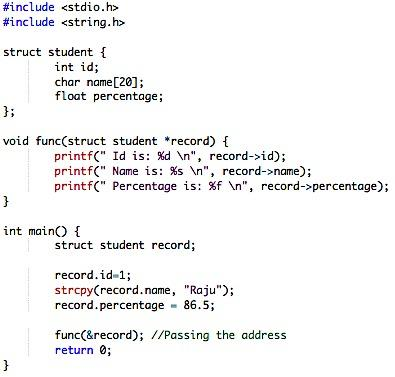 #include <stdio.h>
#include <string.h>
struct student {
int id;
char name[20];
float percentage;
};
void func(struct student *record) {
printf(" Id is: %d \n", record->id);
printf(" Name is: %s \n", record->name);
printf(" Percentage is: %f \n", record->percentage);
}
int main() {
struct student record;
record.id=1;
strcpy(record.name, "Raju");
record.percentage = 86.5;
func(&record); //Passing the address
return 0;
}